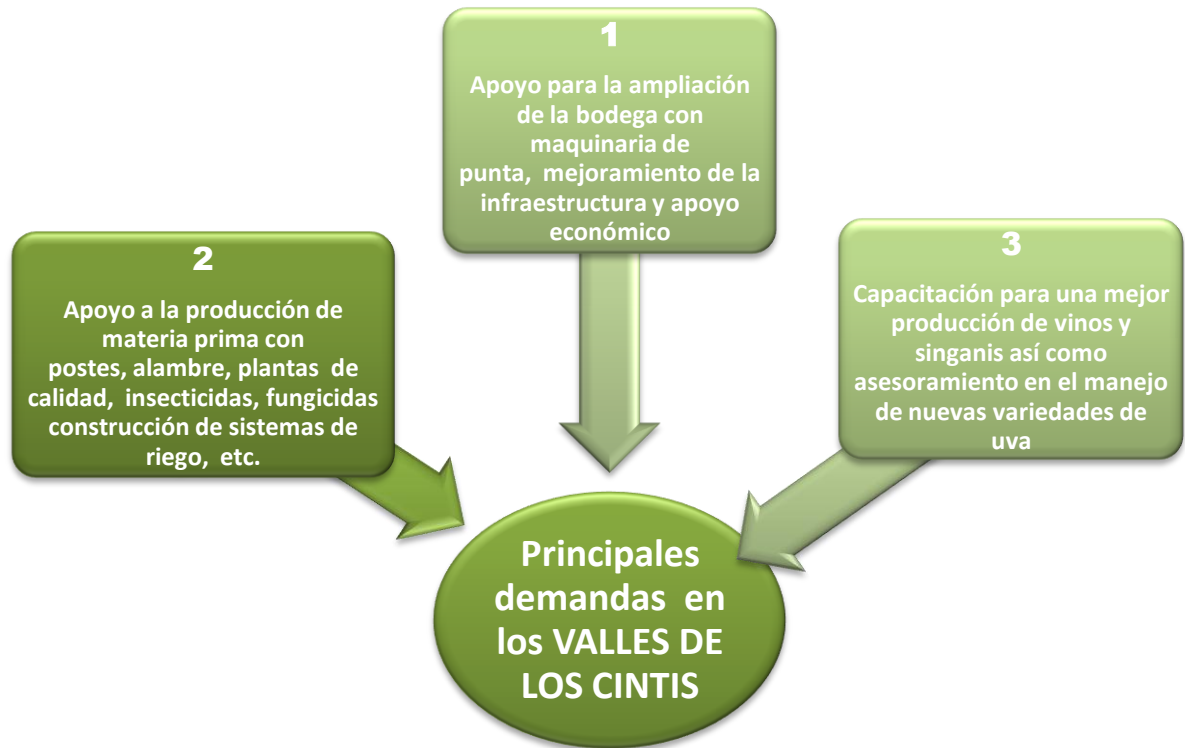 1
Apoyo para la ampliación
de la bodega con
maquinaria de
punta, mejoramiento de la
infraestructura y apoyo
económico
2
Apoyo a la producción de
materia prima con
postes, alambre, plantas de
calidad, insecticidas, fungicidas
construcción de sistemas de
riego, etc.
3
Capacitación para una mejor
producción de vinos y
singanis así como
asesoramiento en el manejo
de nuevas variedades de
uva
Principales
demandas en
los VALLES DE
LOS CINTIS